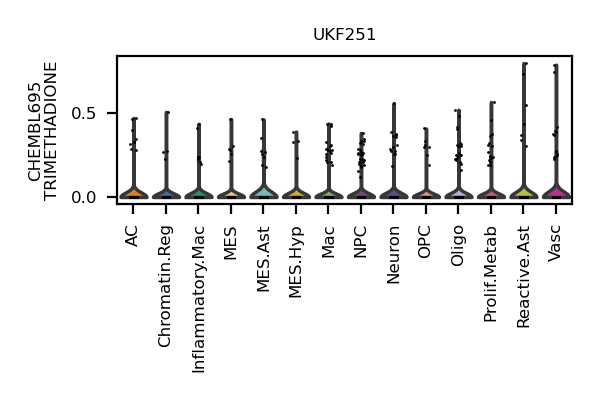 UKF251
CHEMBL695
TRIMETHADIONE
0.5
0.0
AC
Chromatin.Reg
Inflammatory.Mac
MES
MES.Ast
MES.Hyp
Mac
NPC
Neuron
OPC
Oligo
Prolif.Metab
Reactive.Ast
Vasc